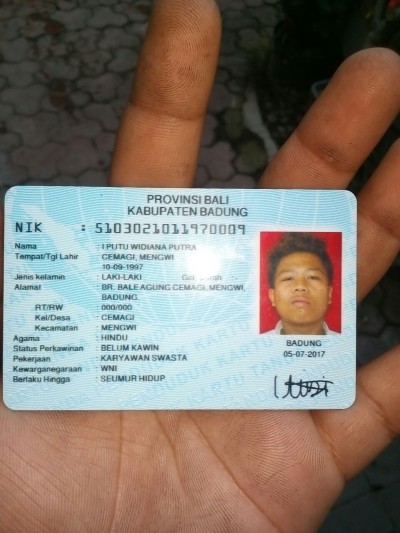 PROVINSI BALI
KABUPATEN BADUNG
NIK : 5103021011970009
Nama : I PUTU WIDIANA PUTRA
Tempat/Tgl Lahir : CEMAGI, MENGWI
10-09-1997
Jenis kelamin : LAKI-LAKI Gol. Darah : -
Alamat : BR. BALE AGUNG CEMAGI, MENGWI,
BADUNG
RT/RW : 000/000
Kel/Desa : CEMAGI
Kecamatan : MENGWI
Agama : HINDU
Status Perkawinan : BELUM KAWIN
Pekerjaan : KARYAWAN SWASTA
Kewarganegaraan : WNI
Berlaku Hingga : SEUMUR HIDUP
BADUNG
05-07-2017